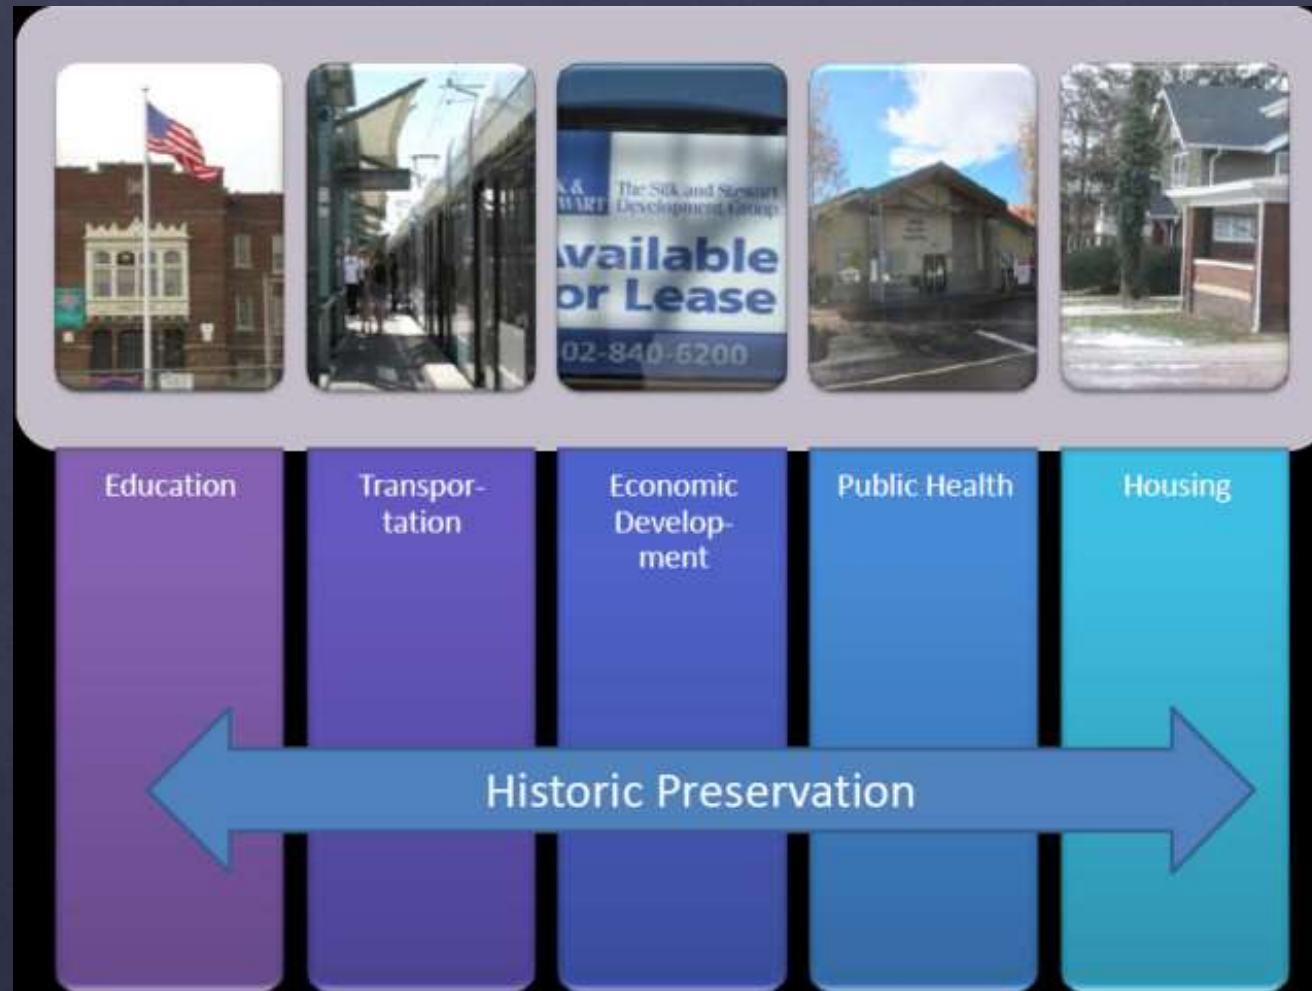 The Silk and Stewart
Development Group
vailable
or Lease
02-840-6200
Education
Transpor-
tation
Economic
Develop-
ment
Public Health
Housing
Historic Preservation